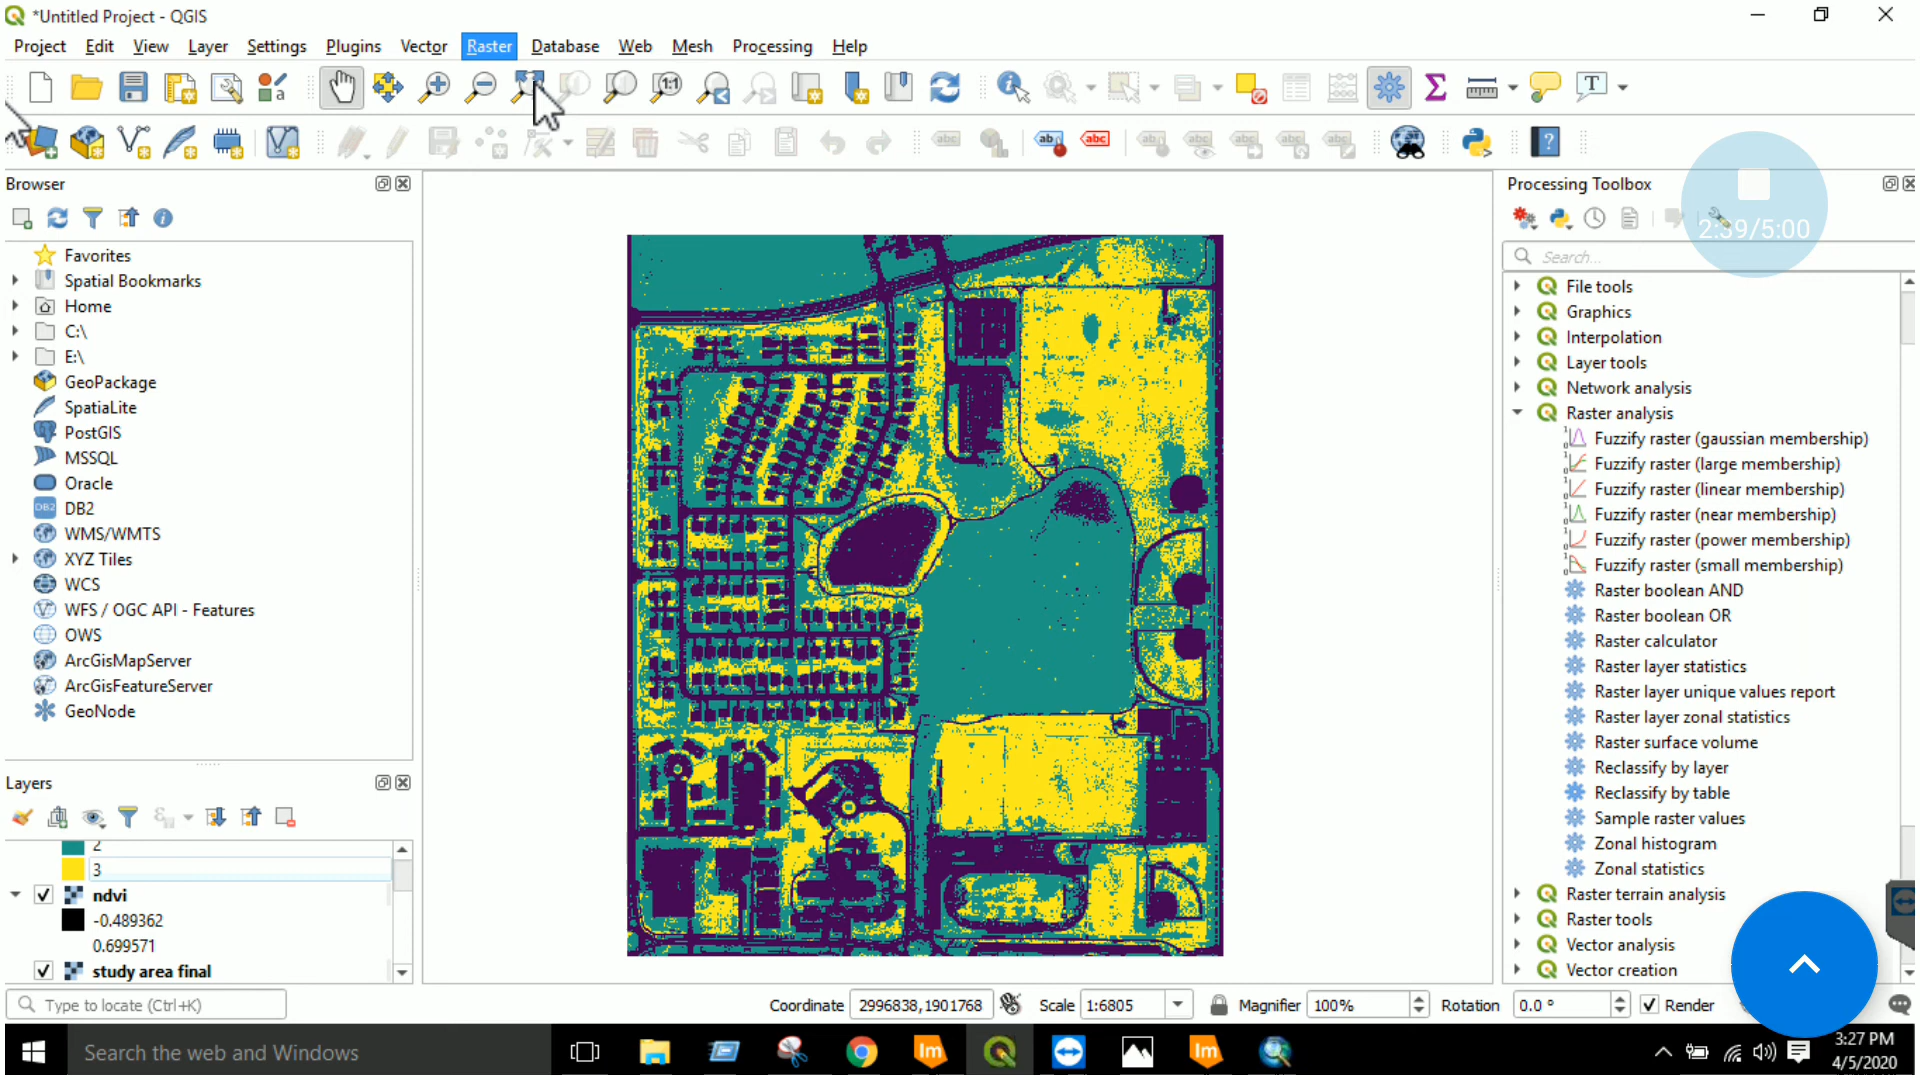 *Untitled Project - QGIS
Project Edit View Layer Settings Plugins Vector Raster Database Web Mesh Processing Help
Browser
Favorites
Spatial Bookmarks
Home
C:\
E:\
GeoPackage
SpatiaLite
PostGIS
MSSQL
Oracle
DB2
WMS/WMTS
XYZ Tiles
WCS
WFS / OGC API - Features
OWS
ArcGisMapServer
ArcGisFeatureServer
GeoNode
Layers
2
3
ndvi
-0.489362
0.699571
study area final
Type to locate (Ctrl+K)
Processing Toolbox
2:39/5:00
Search...
File tools
Graphics
Interpolation
Layer tools
Network analysis
Raster analysis
Fuzzify raster (gaussian membership)
Fuzzify raster (large membership)
Fuzzify raster (linear membership)
Fuzzify raster (near membership)
Fuzzify raster (power membership)
Fuzzify raster (small membership)
Raster boolean AND
Raster boolean OR
Raster calculator
Raster layer statistics
Raster layer unique values report
Raster layer zonal statistics
Raster surface volume
Reclassify by layer
Reclassify by table
Sample raster values
Zonal histogram
Zonal statistics
Raster terrain analysis
Raster tools
Vector analysis
Vector creation
Coordinate 2996838,1901768 Scale 1:6805 Magnifier 100% Rotation 0.0 ° Render
Search the web and Windows
Im
Im
3:27 PM
4/5/2020